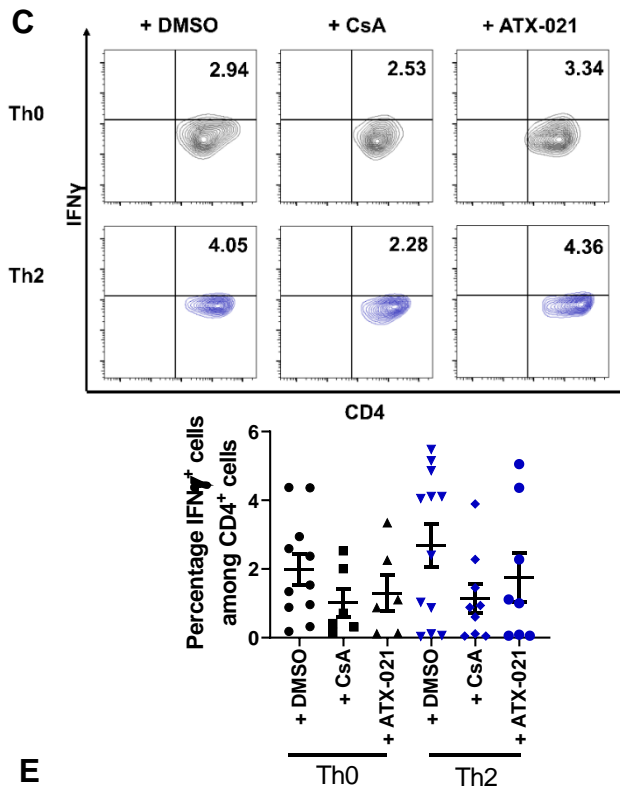 C
+ DMSO + CsA + ATX-021
Th0
2.94 2.53 3.34
IFNγ
Th2
4.05 2.28 4.36
CD4
Percentage IFNγ⁺ cells
among CD4⁺ cells
6
4
2
0
+ DMSO
+ CsA
+ ATX-021
+ DMSO
+ CsA
+ ATX-021
Th0 Th2
E